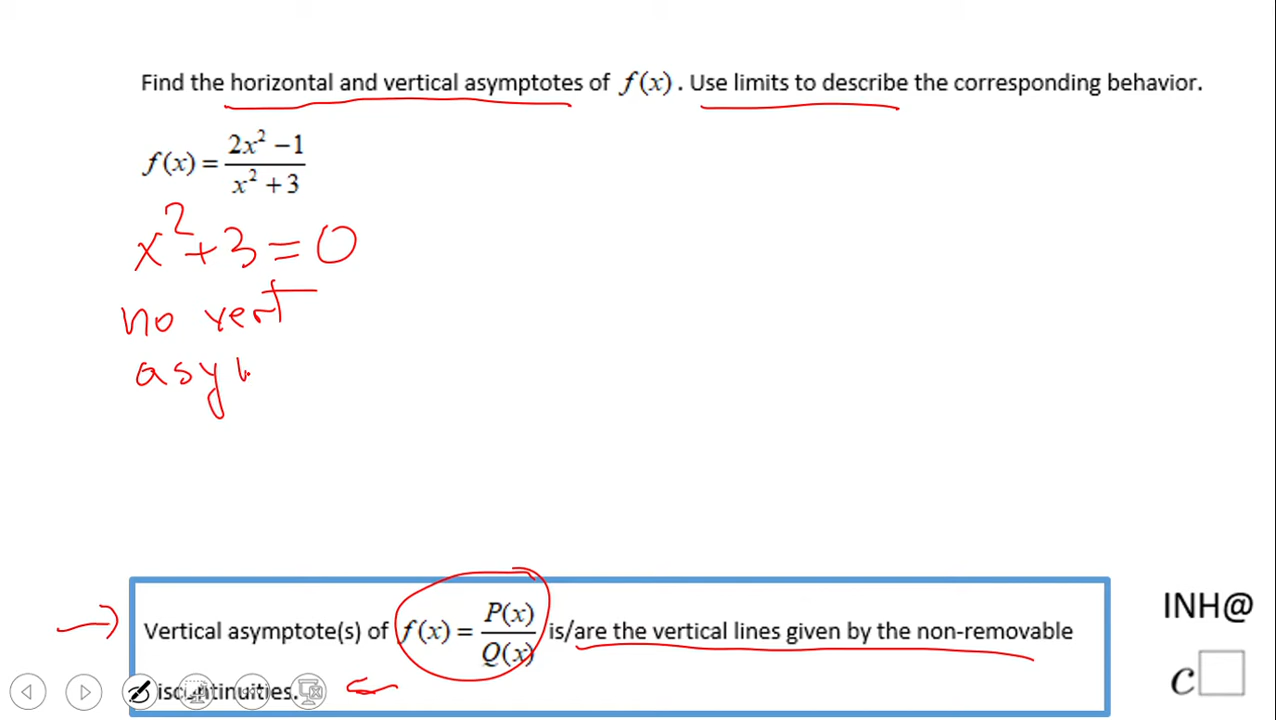 Find the horizontal and vertical asymptotes of f(x). Use limits to describe the corresponding behavior.
f(x) = (2x² − 1)/(x² + 3)
x² + 3 = 0
no vert
asy
Vertical asymptote(s) of f(x) = P(x)/Q(x) is/are the vertical lines given by the non-removable
INH@
c